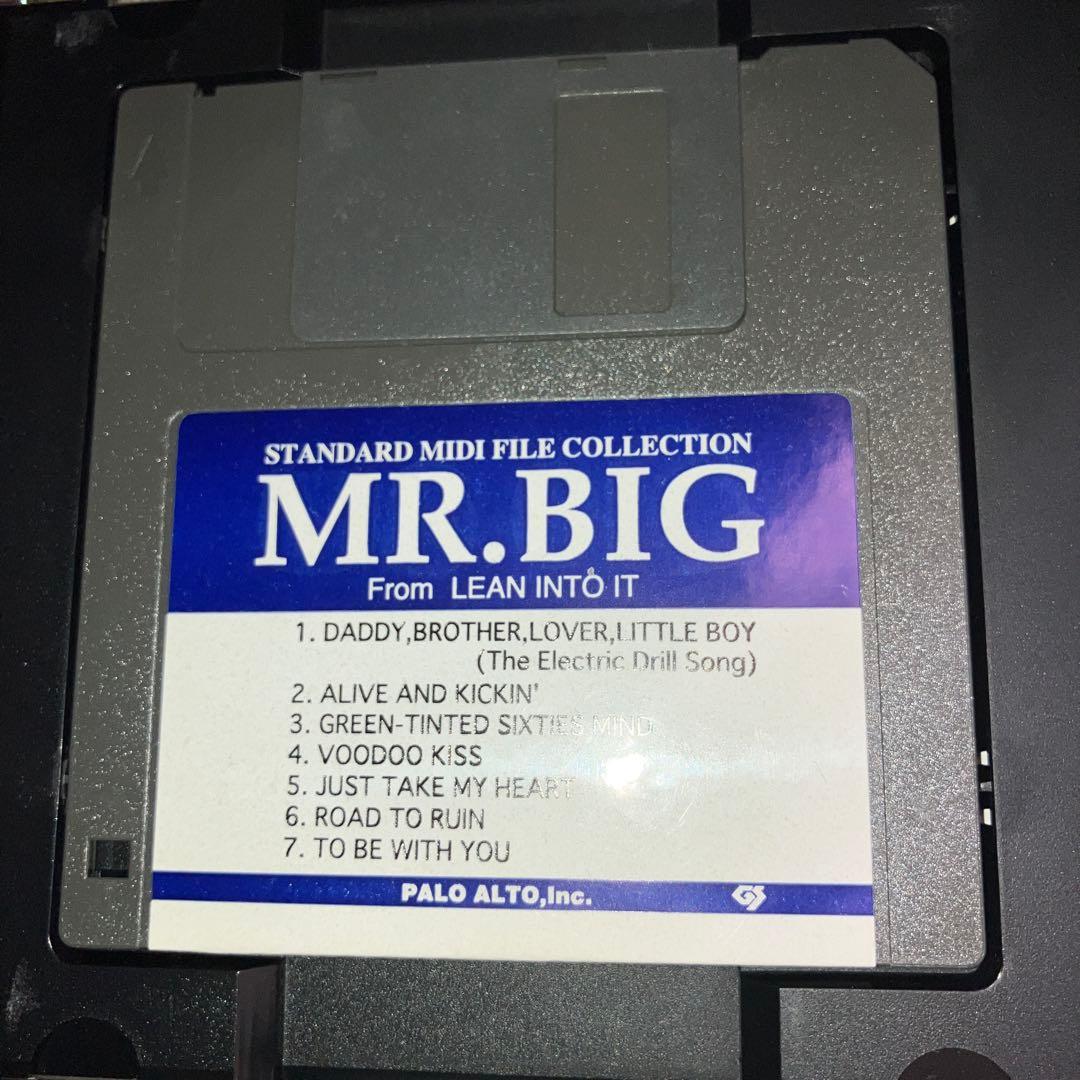 STANDARD MIDI FILE COLLECTION
MR.BIG
From LEAN INTO IT
1. DADDY,BROTHER,LOVER,LITTLE BOY
(The Electric Drill Song)
2. ALIVE AND KICKIN'
3. GREEN-TINTED SIXTIES MIND
4. VOODOO KISS
5. JUST TAKE MY HEART
6. ROAD TO RUIN
7. TO BE WITH YOU
PALO ALTO,Inc. GS